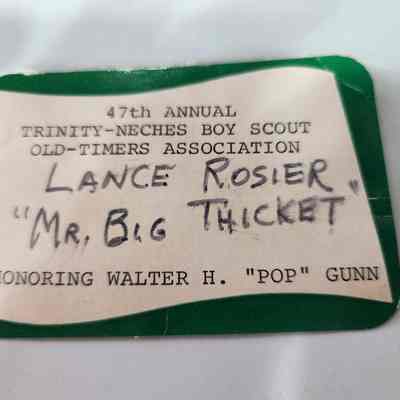 47th ANNUAL
TRINITY-NECHES BOY SCOUT
OLD-TIMERS ASSOCIATION
LANCE ROSIER
"MR. BIG THICKET"
HONORING WALTER H. "POP" GUNN